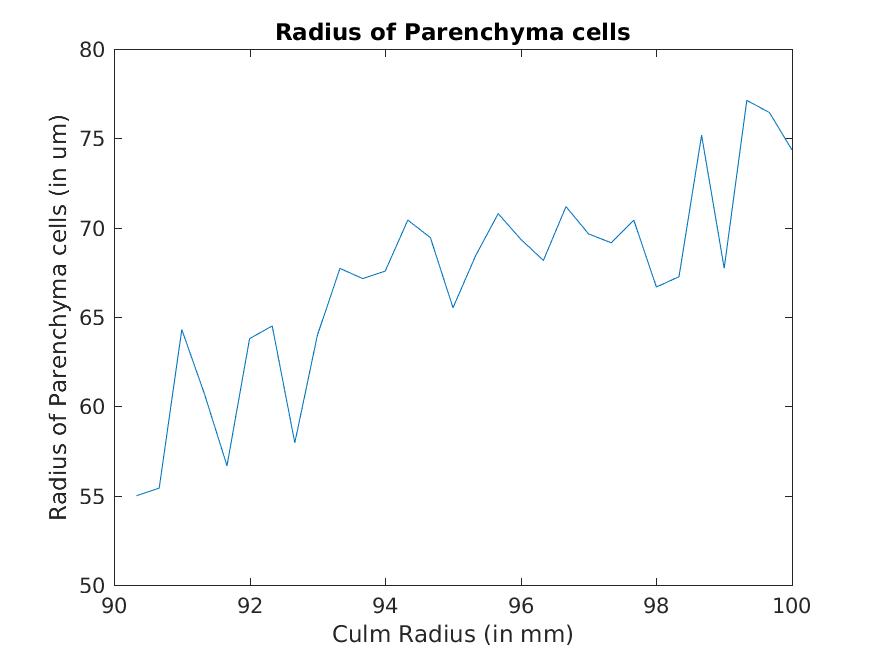 Radius of Parenchyma cells
Radius of Parenchyma cells (in um)
80
75
70
65
60
55
50
90 92 94 96 98 100
Culm Radius (in mm)